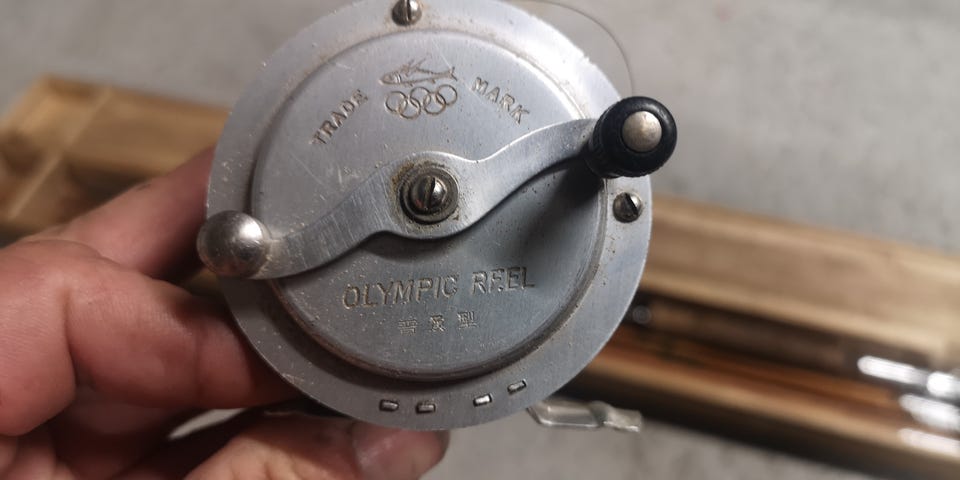 TRADE MARK
OLYMPIC REEL
普及型